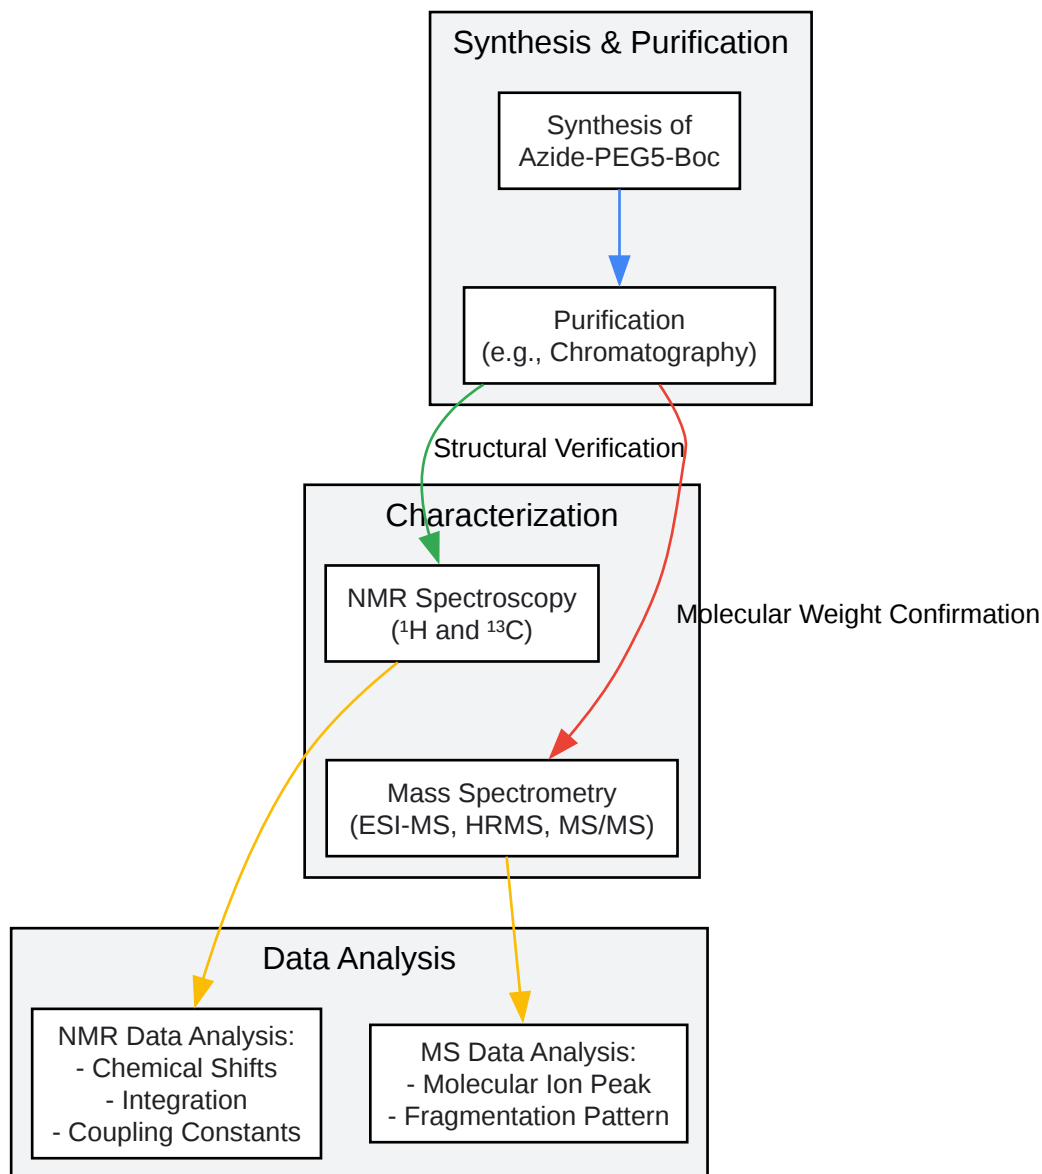 Synthesis & Purification
Synthesis of
Azide-PEG5-Boc
Purification
(e.g., Chromatography)
Structural Verification
Characterization
NMR Spectroscopy
(¹H and ¹³C)
Molecular Weight Confirmation
Mass Spectrometry
(ESI-MS, HRMS, MS/MS)
Data Analysis
NMR Data Analysis:
- Chemical Shifts
- Integration
- Coupling Constants
MS Data Analysis:
- Molecular Ion Peak
- Fragmentation Pattern